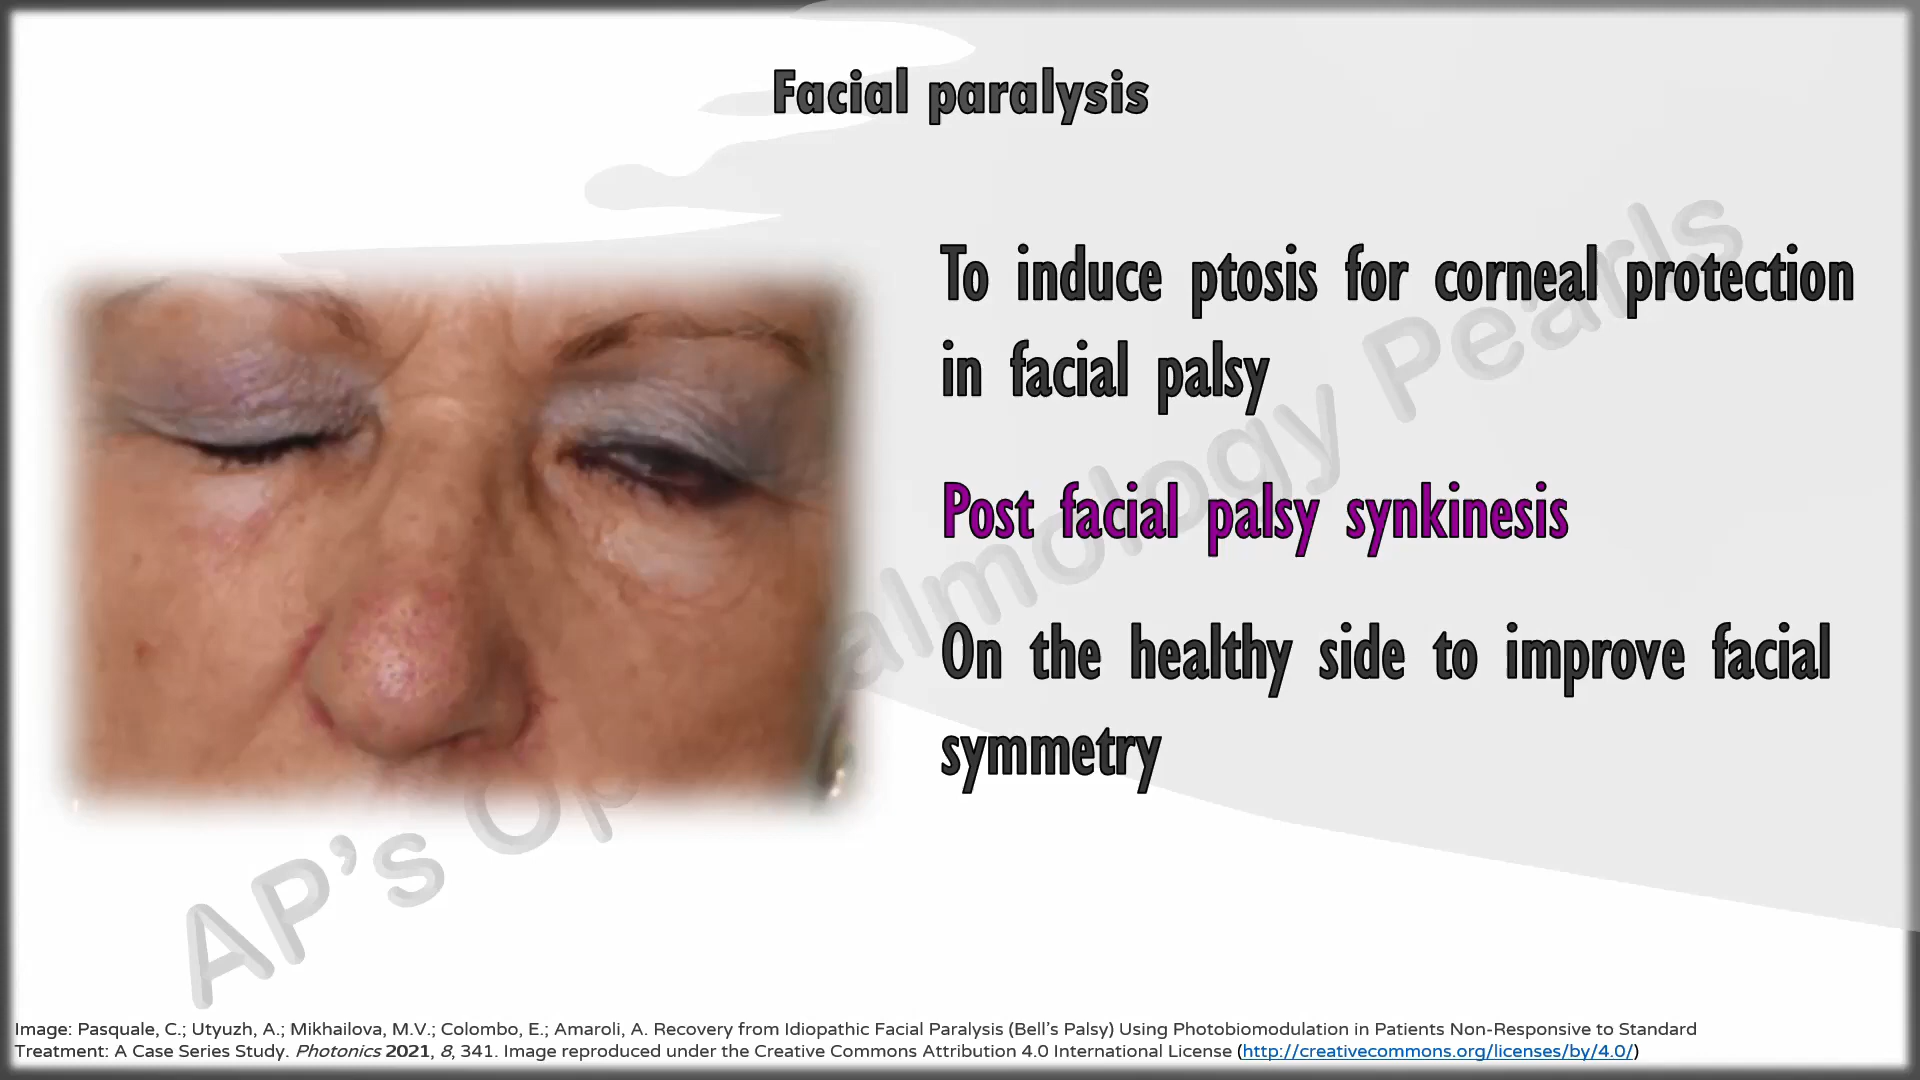 Facial paralysis
To induce ptosis for corneal protection
in facial palsy
Post facial palsy synkinesis
On the healthy side to improve facial
symmetry
AP's Op almology Pearls
Image: Pasquale, C.; Utyuzh, A.; Mikhailova, M.V.; Colombo, E.; Amaroli, A. Recovery from Idiopathic Facial Paralysis (Bell's Palsy) Using Photobiomodulation in Patients Non-Responsive to Standard
Treatment: A Case Series Study. Photonics 2021, 8, 341. Image reproduced under the Creative Commons Attribution 4.0 International License (http://creativecommons.org/licenses/by/4.0/)